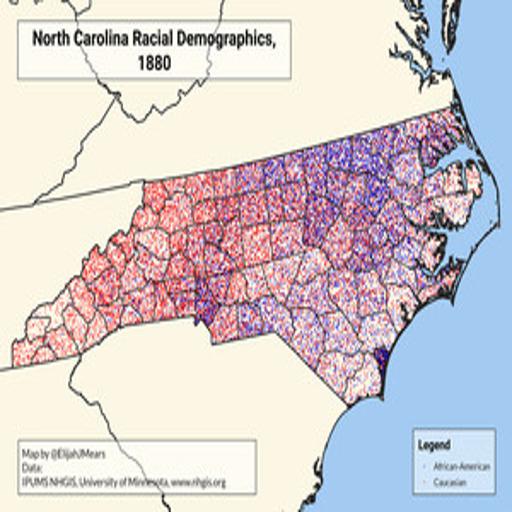 North Carolina Racial Demographics,
1880
Map by @ElijahJMears
Data:
IPUMS NHGIS, University of Minnesota, www.nhgis.org
Legend
African-American
Caucasian